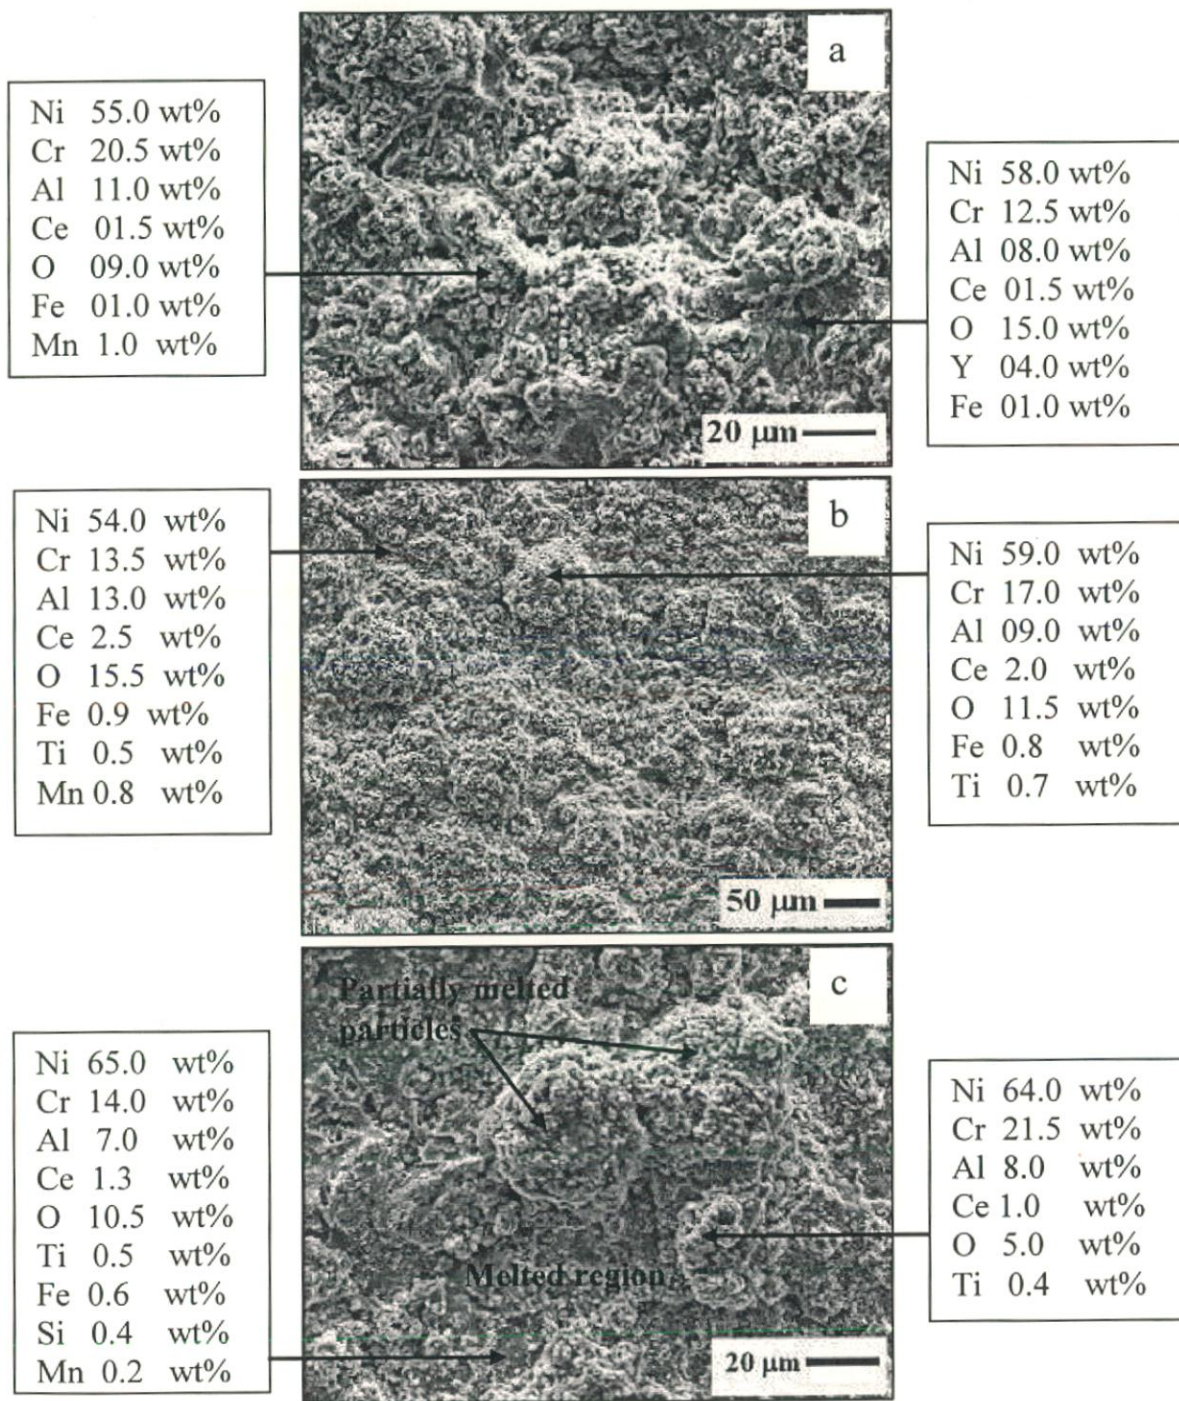 a
Ni 55.0 wt%
Cr 20.5 wt%
Al 11.0 wt%
Ce 01.5 wt%
O 09.0 wt%
Fe 01.0 wt%
Mn 1.0 wt%
Ni 58.0 wt%
Cr 12.5 wt%
Al 08.0 wt%
Ce 01.5 wt%
O 15.0 wt%
Y 04.0 wt%
Fe 01.0 wt%
20 µm
b
Ni 54.0 wt%
Cr 13.5 wt%
Al 13.0 wt%
Ce 2.5 wt%
O 15.5 wt%
Fe 0.9 wt%
Ti 0.5 wt%
Mn 0.8 wt%
Ni 59.0 wt%
Cr 17.0 wt%
Al 09.0 wt%
Ce 2.0 wt%
O 11.5 wt%
Fe 0.8 wt%
Ti 0.7 wt%
50 µm
c
Partially melted
particles
Ni 65.0 wt%
Cr 14.0 wt%
Al 7.0 wt%
Ce 1.3 wt%
O 10.5 wt%
Ti 0.5 wt%
Fe 0.6 wt%
Si 0.4 wt%
Mn 0.2 wt%
Ni 64.0 wt%
Cr 21.5 wt%
Al 8.0 wt%
Ce 1.0 wt%
O 5.0 wt%
Ti 0.4 wt%
Melted region
20 µm